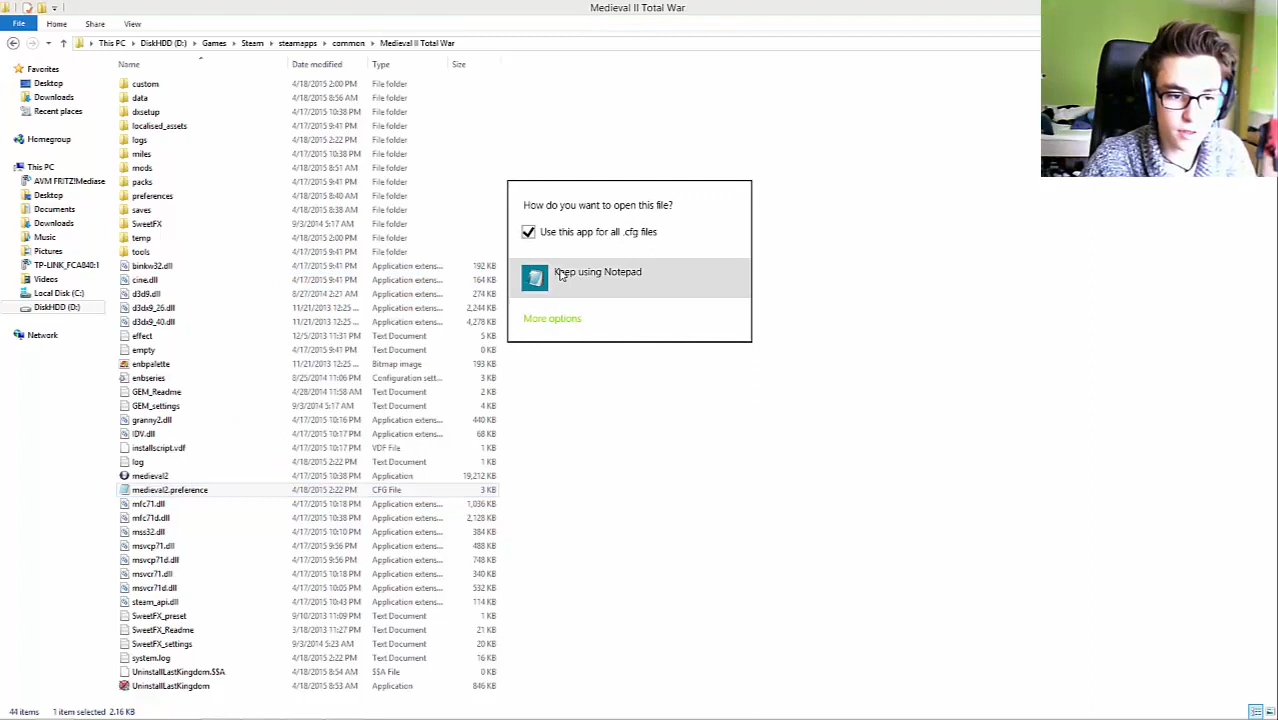 Medieval II Total War
File Home Share View
This PC DiskHDD (D:) Games Steam steamapps common Medieval II Total War
Name Date modified Type Size
Favorites
Desktop
Downloads
Recent places
Homegroup
This PC
AVM FRITZ!Mediase
Desktop
Documents
Downloads
Music
Pictures
TP-LINK_FCA840:1
Videos
Local Disk (C:)
DiskHDD (D:)
Network
custom 4/18/2015 2:00 PM File folder
data 4/18/2015 8:56 AM File folder
dxsetup 4/17/2015 10:38 PM File folder
localised_assets 4/17/2015 9:41 PM File folder
logs 4/18/2015 2:22 PM File folder
miles 4/17/2015 10:38 PM File folder
mods 4/18/2015 8:51 AM File folder
packs 4/17/2015 9:41 PM File folder
preferences 4/18/2015 8:40 AM File folder
saves 4/18/2015 8:38 AM File folder
SweetFX 9/3/2014 5:17 AM File folder
temp 4/18/2015 2:00 PM File folder
tools 4/17/2015 9:41 PM File folder
binkw32.dll 4/17/2015 9:41 PM Application extens... 192 KB
cine.dll 4/17/2015 9:41 PM Application extens... 164 KB
d3d9.dll 8/27/2014 2:21 AM Application extens... 274 KB
d3dx9_26.dll 11/21/2013 12:25 ... Application extens... 2,244 KB
d3dx9_40.dll 11/21/2013 12:25 ... Application extens... 4,278 KB
effect 12/5/2013 11:31 PM Text Document 5 KB
empty 4/17/2015 9:41 PM Text Document 0 KB
enbpalette 11/21/2013 12:25 ... Bitmap image 193 KB
enbseries 8/25/2014 11:06 PM Configuration sett... 3 KB
GEM_Readme 4/28/2014 11:58 AM Text Document 2 KB
GEM_settings 9/3/2014 5:17 AM Text Document 4 KB
granny2.dll 4/17/2015 10:16 PM Application extens... 440 KB
IDV.dll 4/17/2015 10:17 PM Application extens... 68 KB
installscript.vdf 4/17/2015 10:17 PM VDF File 1 KB
log 4/18/2015 2:22 PM Text Document 1 KB
medieval2 4/17/2015 10:38 PM Application 19,212 KB
medieval2.preference 4/18/2015 2:22 PM CFG File 3 KB
mfc71.dll 4/17/2015 10:18 PM Application extens... 1,036 KB
mfc71d.dll 4/17/2015 10:38 PM Application extens... 2,128 KB
mss32.dll 4/17/2015 10:10 PM Application extens... 384 KB
msvcp71.dll 4/17/2015 9:56 PM Application extens... 488 KB
msvcp71d.dll 4/17/2015 9:56 PM Application extens... 748 KB
msvcr71.dll 4/17/2015 10:18 PM Application extens... 340 KB
msvcr71d.dll 4/17/2015 10:05 PM Application extens... 532 KB
steam_api.dll 4/17/2015 10:43 PM Application extens... 114 KB
SweetFX_preset 9/10/2013 11:09 PM Text Document 1 KB
SweetFX_Readme 3/18/2013 11:27 PM Text Document 21 KB
SweetFX_settings 9/3/2014 5:23 AM Text Document 20 KB
system.log 4/18/2015 2:22 PM Text Document 16 KB
UninstallLastKingdom.SSA 4/18/2015 8:54 AM SSA File 0 KB
UninstallLastKingdom 4/18/2015 8:53 AM Application 846 KB
How do you want to open this file?
Use this app for all .cfg files
Keep using Notepad
More options
44 items 1 item selected 2.16 KB